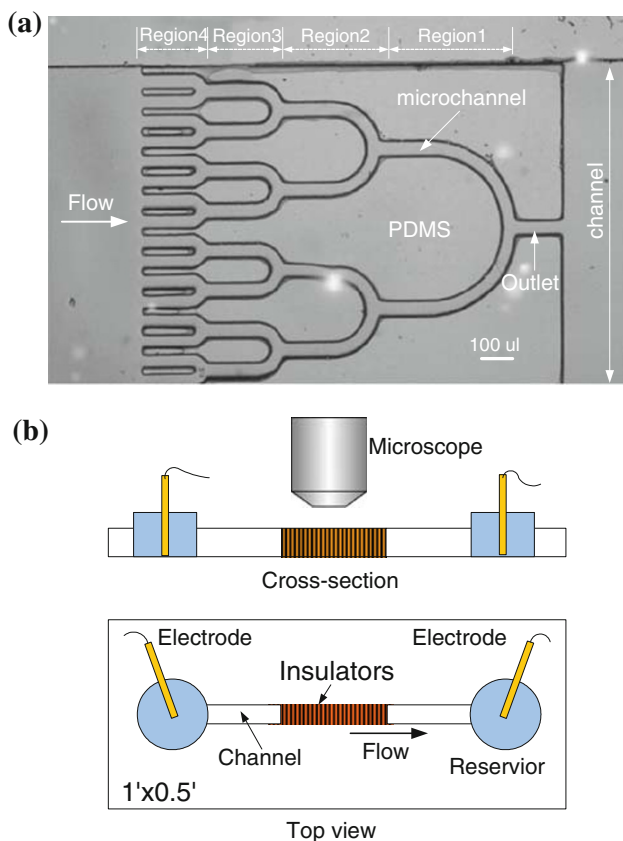 (a)
Region4 Region3 Region2 Region1
microchannel
Flow
PDMS
channel
Outlet
100 ul
(b)
Microscope
Cross-section
Electrode Electrode
Insulators
Channel
Flow
Reservior
1'x0.5'
Top view